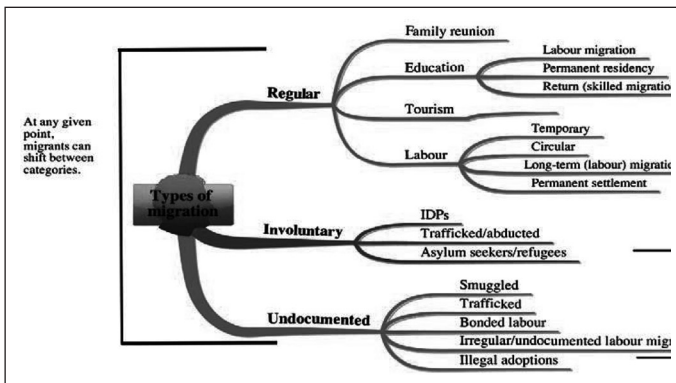 At any given
point,
migrants can
shift between
categories.
Types of
migration
Regular
Family reunion
Education
Labour migration
Permanent residency
Return (skilled migratio
Tourism
Labour
Temporary
Circular
Long-term (labour) migratio
Permanent settlement
Involuntary
IDPs
Trafficked/abducted
Asylum seekers/refugees
Undocumented
Smuggled
Trafficked
Bonded labour
Irregular/undocumented labour mig
Illegal adoptions